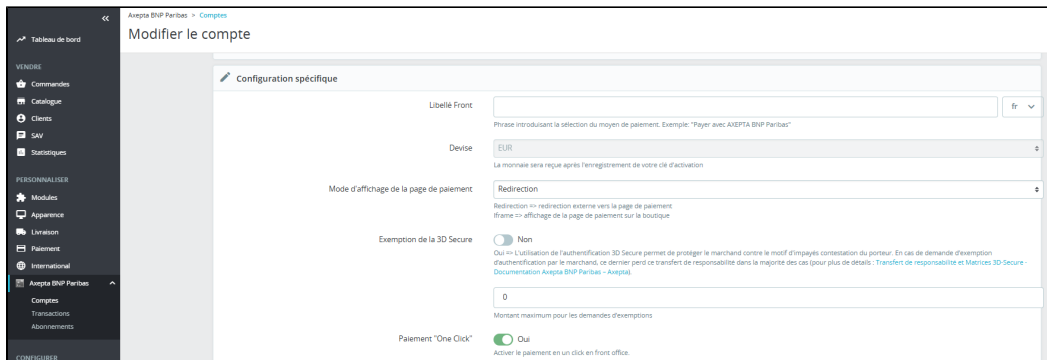 Axepta BNP Paribas > Comptes
Modifier le compte
Tableau de bord
VENDRE
Commandes
Catalogue
Clients
SAV
Statistiques
PERSONNALISER
Modules
Apparence
Livraison
Paiement
International
Axepta BNP Paribas
Comptes
Transactions
Abonnements
CONFIGURER
Configuration spécifique
Libellé Front
fr
Phrase introduisant la sélection du moyen de paiement. Exemple: "Payer avec AXEPTA BNP Paribas"
Devise
EUR
La monnaie sera reçue après l'enregistrement de votre clé d'activation
Mode d'affichage de la page de paiement
Redirection
Redirection => redirection externe vers la page de paiement
Iframe => affichage de la page de paiement sur la boutique
Exemption de la 3D Secure
Non
Oui => L'utilisation de l'authentification 3D Secure permet de protéger le marchand contre le motif d'impayés contestation du porteur. En cas de demande d'exemption
d'authentification par le marchand, ce dernier perd ce transfert de responsabilité dans la majorité des cas (pour plus de détails : Transfert de responsabilité et Matrices 3D-Secure -
Documentation Axepta BNP Paribas – Axepta).
0
Montant maximum pour les demandes d'exemptions
Paiement "One Click"
Oui
Activer le paiement en un click en front office.